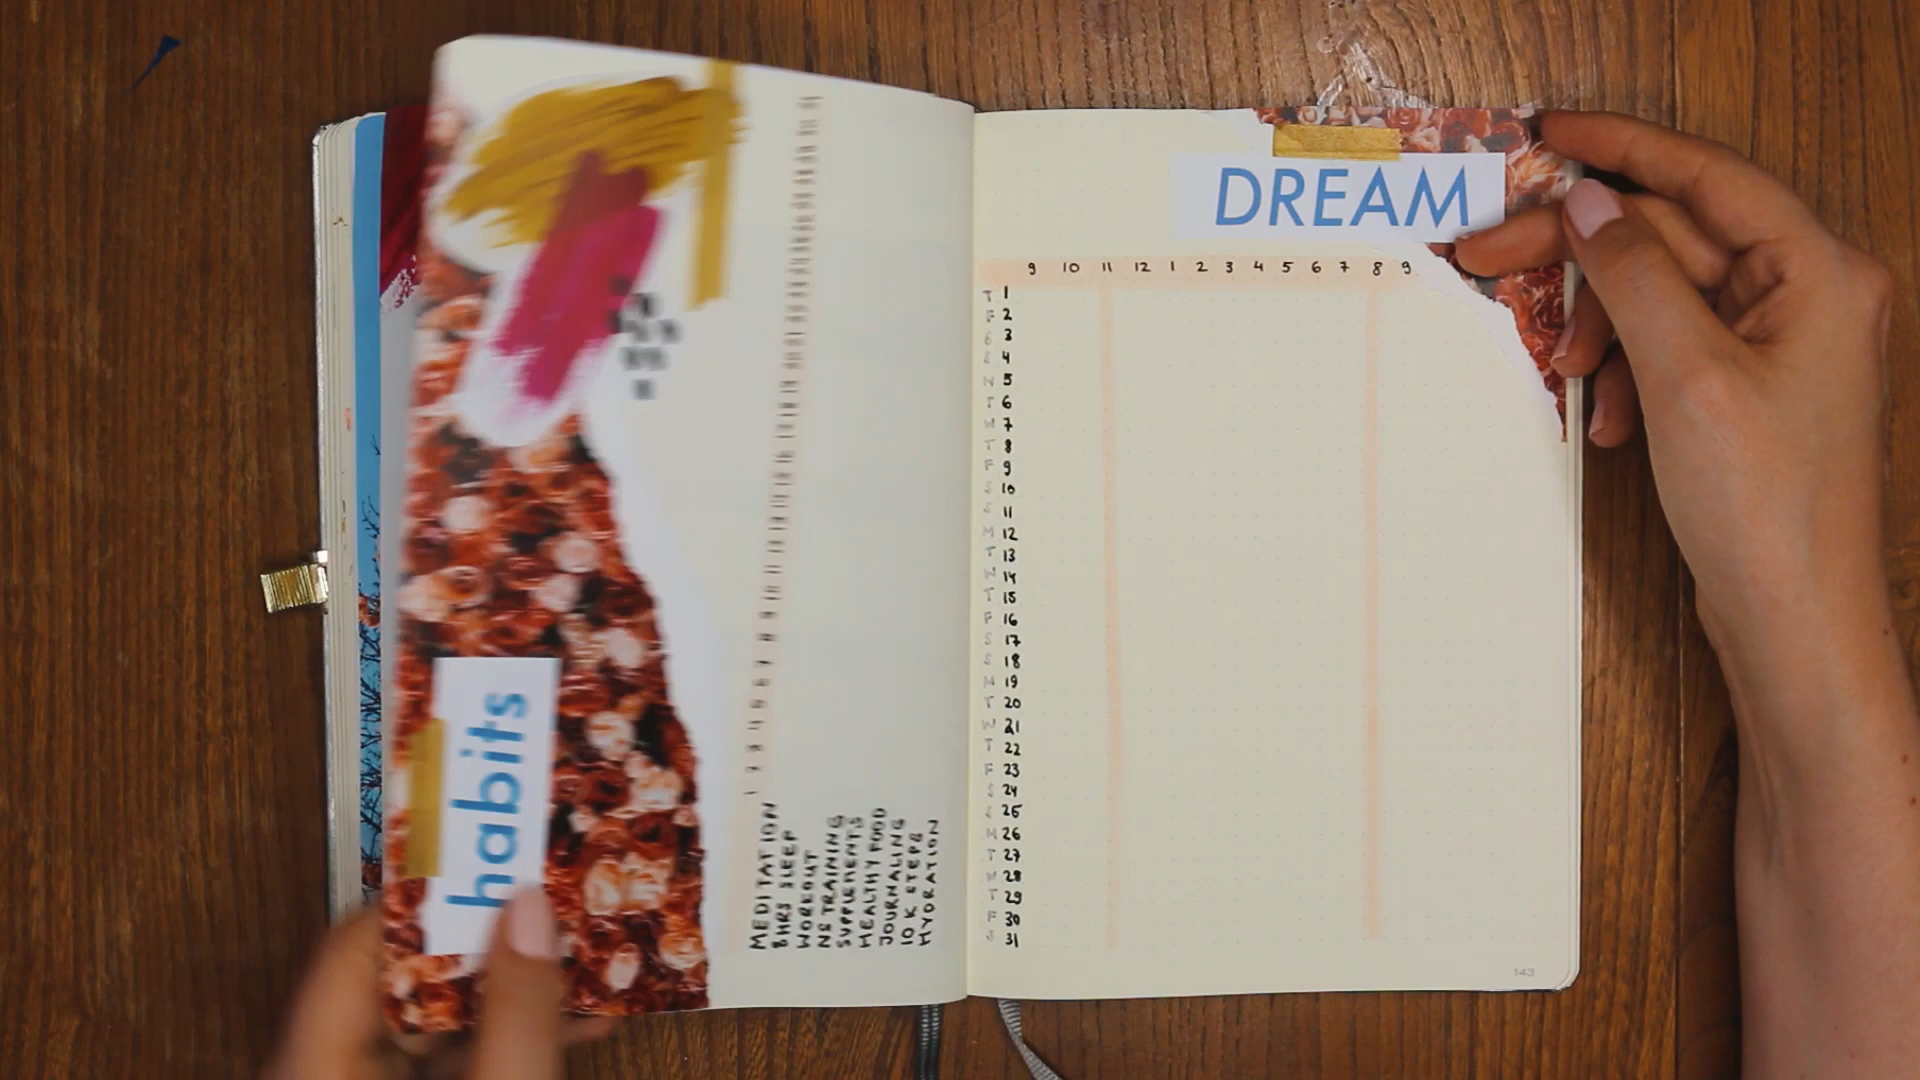 habits
MEDITATION
8HRS SLEEP
WORKOUT
NS TRAINING
SUPPLEMENTS
HEALTHY FOOD
JOURNALING
10 K STEPS
HYDRATION
DREAM
9 10 11 12 1 2 3 4 5 6 7 8 9
T 1
F 2
S 3
S 4
M 5
T 6
W 7
T 8
F 9
S 10
S 11
M 12
T 13
W 14
T 15
F 16
S 17
S 18
M 19
T 20
W 21
T 22
F 23
S 24
S 25
M 26
T 27
W 28
T 29
F 30
S 31
143